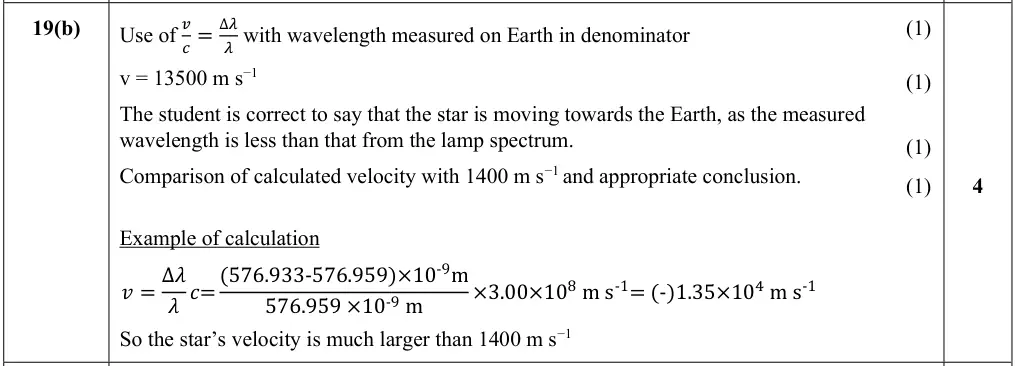 19(b) Use of v/c = Δλ/λ with wavelength measured on Earth in denominator (1)
v = 13500 m s⁻¹ (1)
The student is correct to say that the star is moving towards the Earth, as the measured
wavelength is less than that from the lamp spectrum. (1)
Comparison of calculated velocity with 1400 m s⁻¹ and appropriate conclusion. (1) 4
Example of calculation
v = Δλ/λ c= (576.933-576.959)×10⁻⁹m/576.959 ×10⁻⁹ m ×3.00×10⁸ m s⁻¹= (-)1.35×10⁴ m s⁻¹
So the star’s velocity is much larger than 1400 m s⁻¹